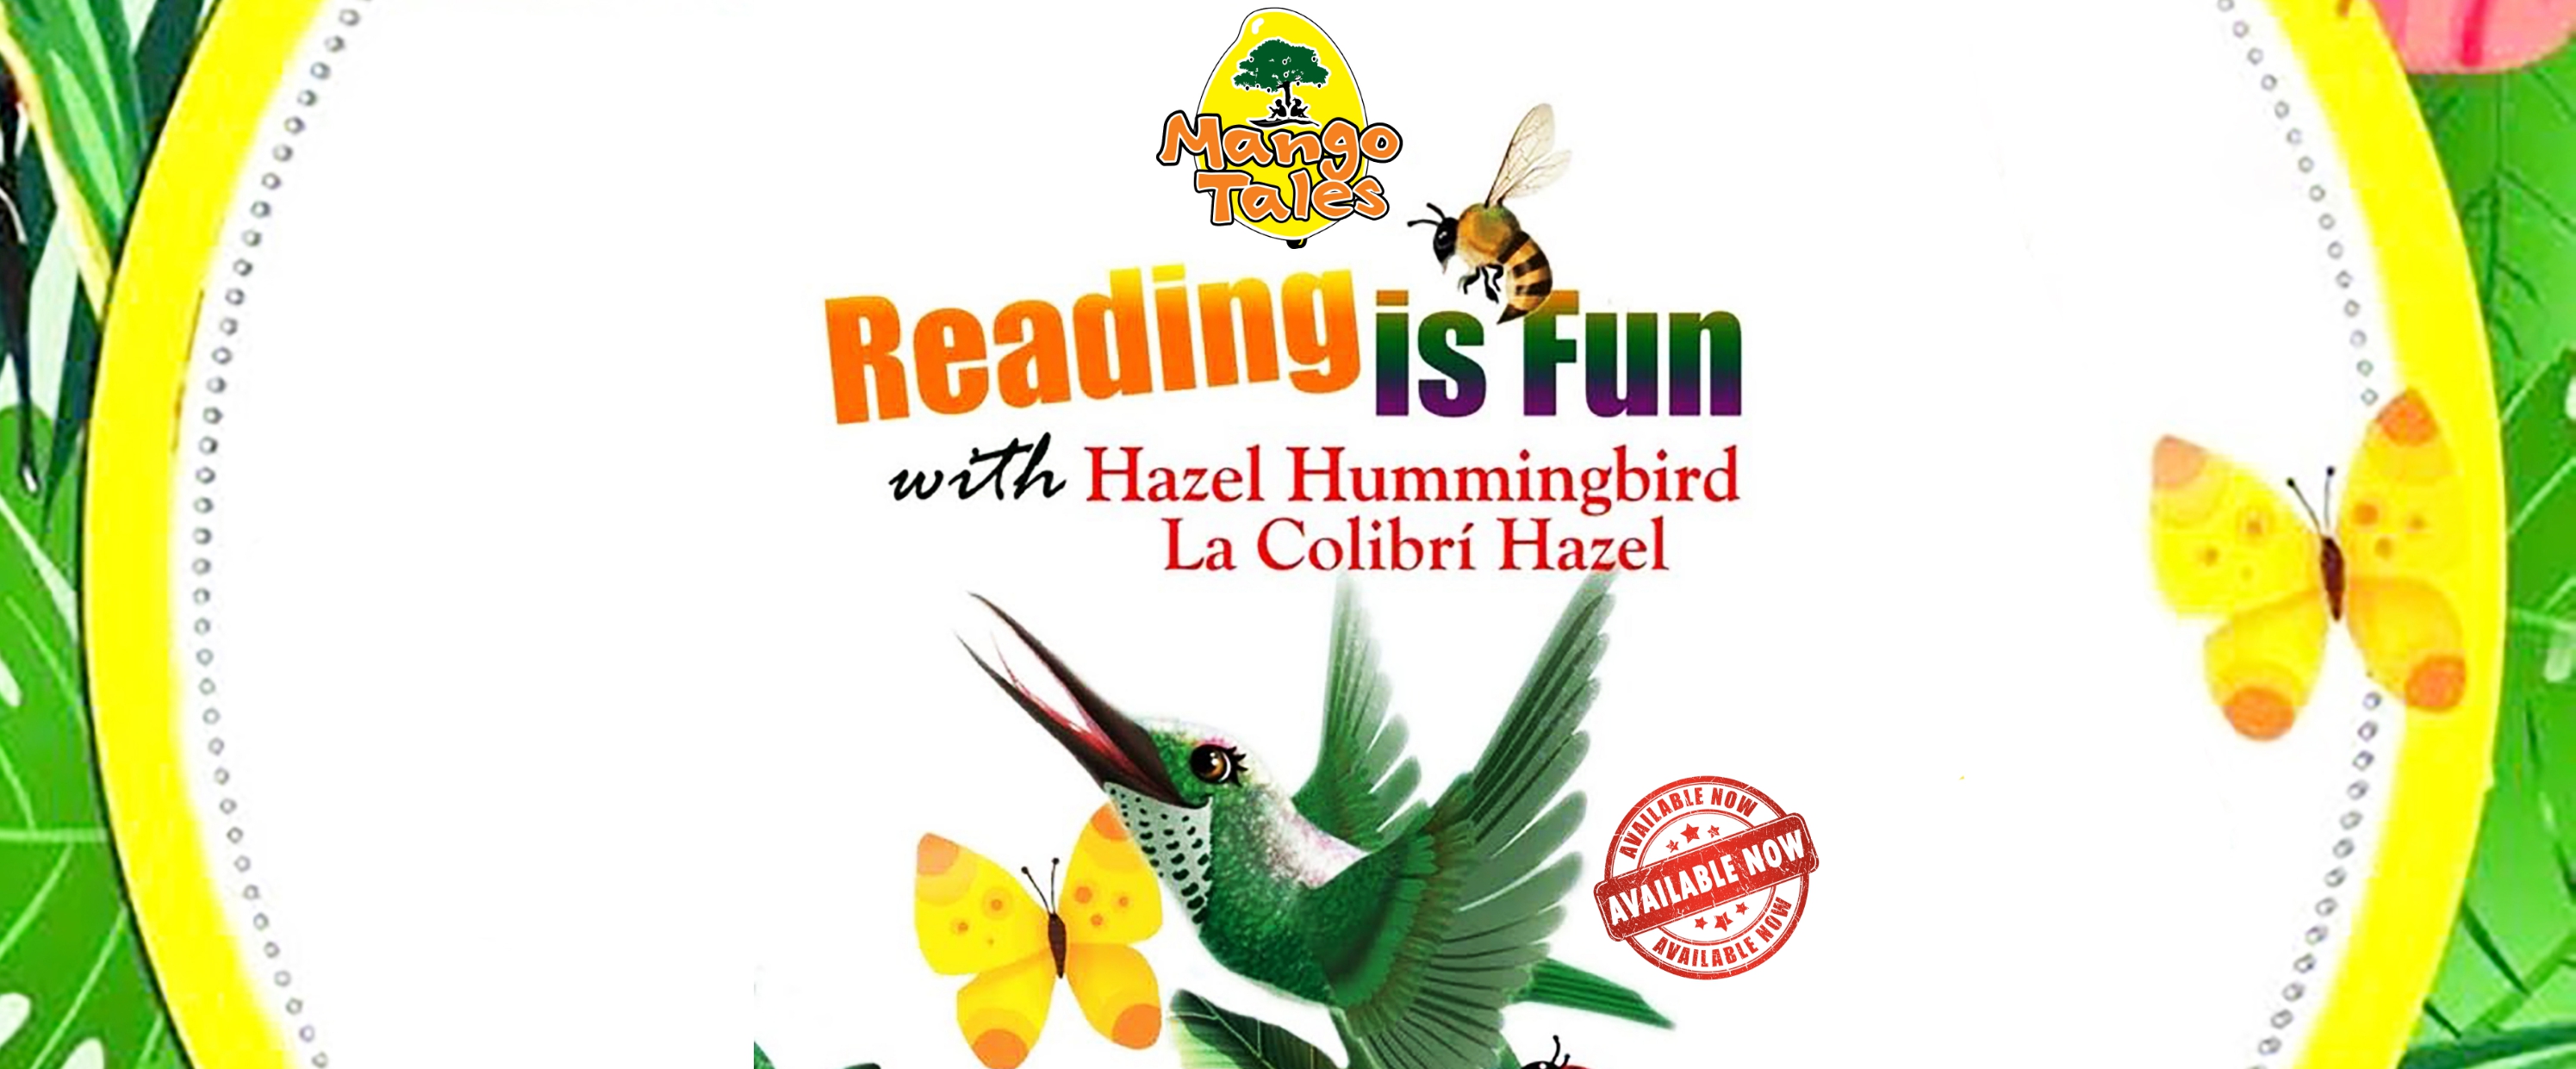 Mango
Tales
Reading is Fun
with Hazel Hummingbird
La Colibrí Hazel
AVAILABLE NOW
AVAILABLE NOW
AVAILABLE NOW